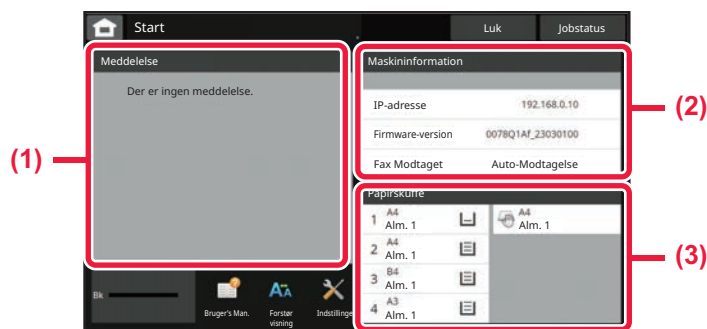 Start
Luk
Jobstatus
Meddelelse
Der er ingen meddelelse.
(1)
Maskininformation
IP-adresse 192.168.0.10
Firmware-version 0078Q1Af_23030100
Fax Modtaget Auto-Modtagelse
(2)
Papirskuffe
1 A4
Alm. 1
A4
Alm. 1
2 A4
Alm. 1
3 B4
Alm. 1
4 A3
Alm. 1
(3)
Bk
Bruger's Man.
AA
Forstør
visning
Indstillinge